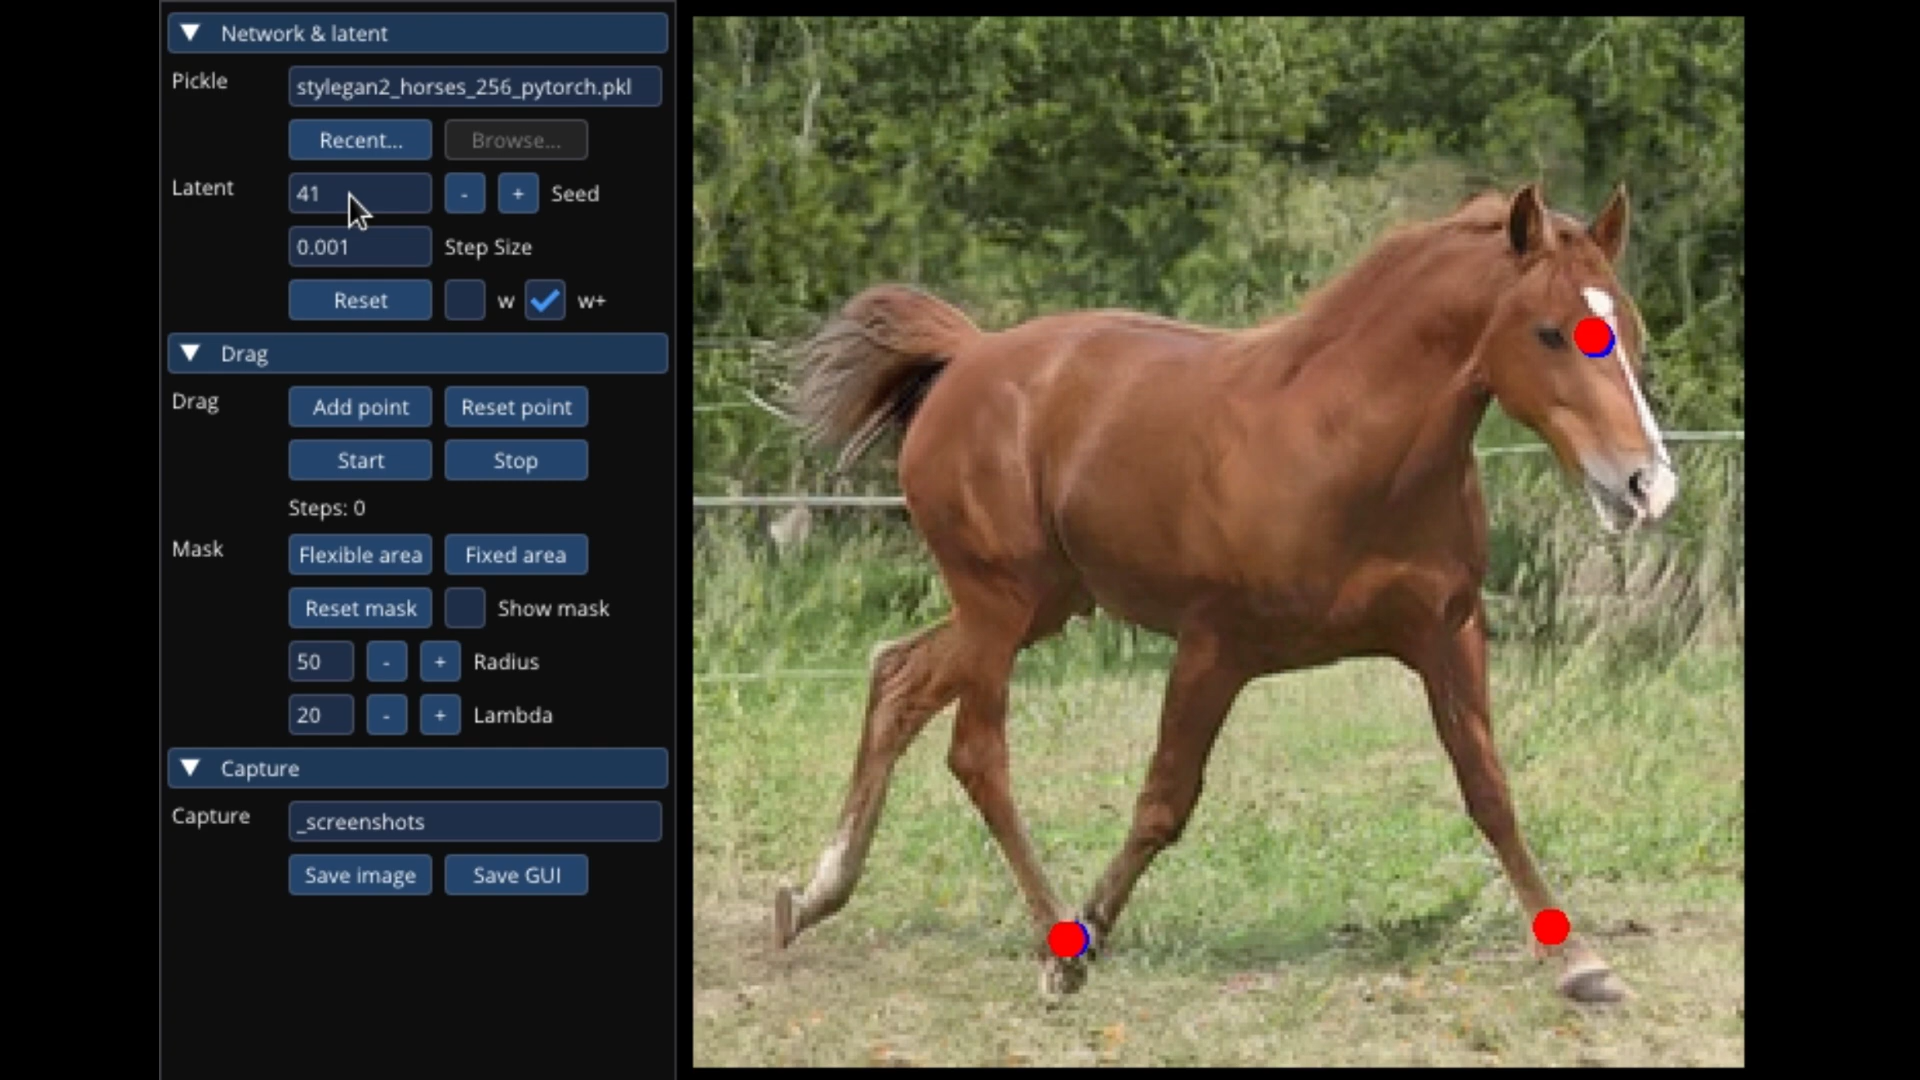 Network & latent
Pickle
stylegan2_horses_256_pytorch.pkl
Recent...
Browse...
Latent
41
-
+
Seed
0.001
Step Size
Reset
w
w+
Drag
Drag
Add point
Reset point
Start
Stop
Steps: 0
Mask
Flexible area
Fixed area
Reset mask
Show mask
50
-
+
Radius
20
-
+
Lambda
Capture
Capture
_screenshots
Save image
Save GUI